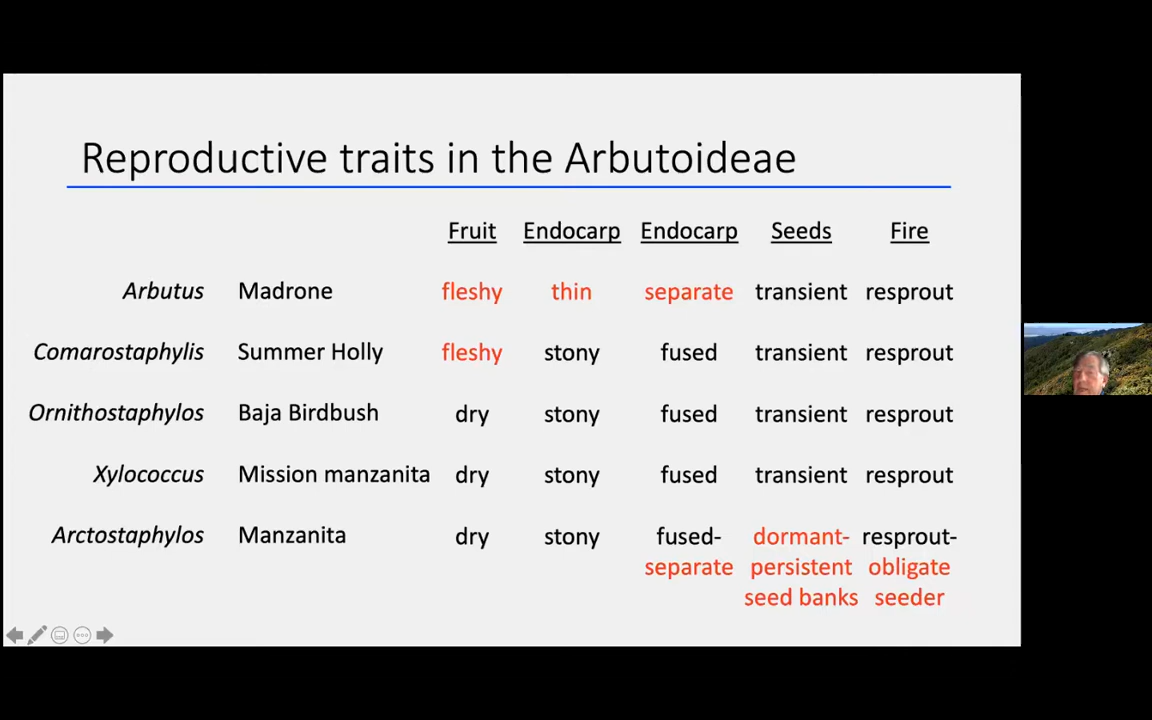 Reproductive traits in the Arbutoideae
Fruit Endocarp Endocarp Seeds Fire
Arbutus Madrone fleshy thin separate transient resprout
Comarostaphylis Summer Holly fleshy stony fused transient resprout
Ornithostaphylos Baja Birdbush dry stony fused transient resprout
Xylococcus Mission manzanita dry stony fused transient resprout
Arctostaphylos Manzanita dry stony fused- dormant- resprout-
separate persistent obligate
seed banks seeder